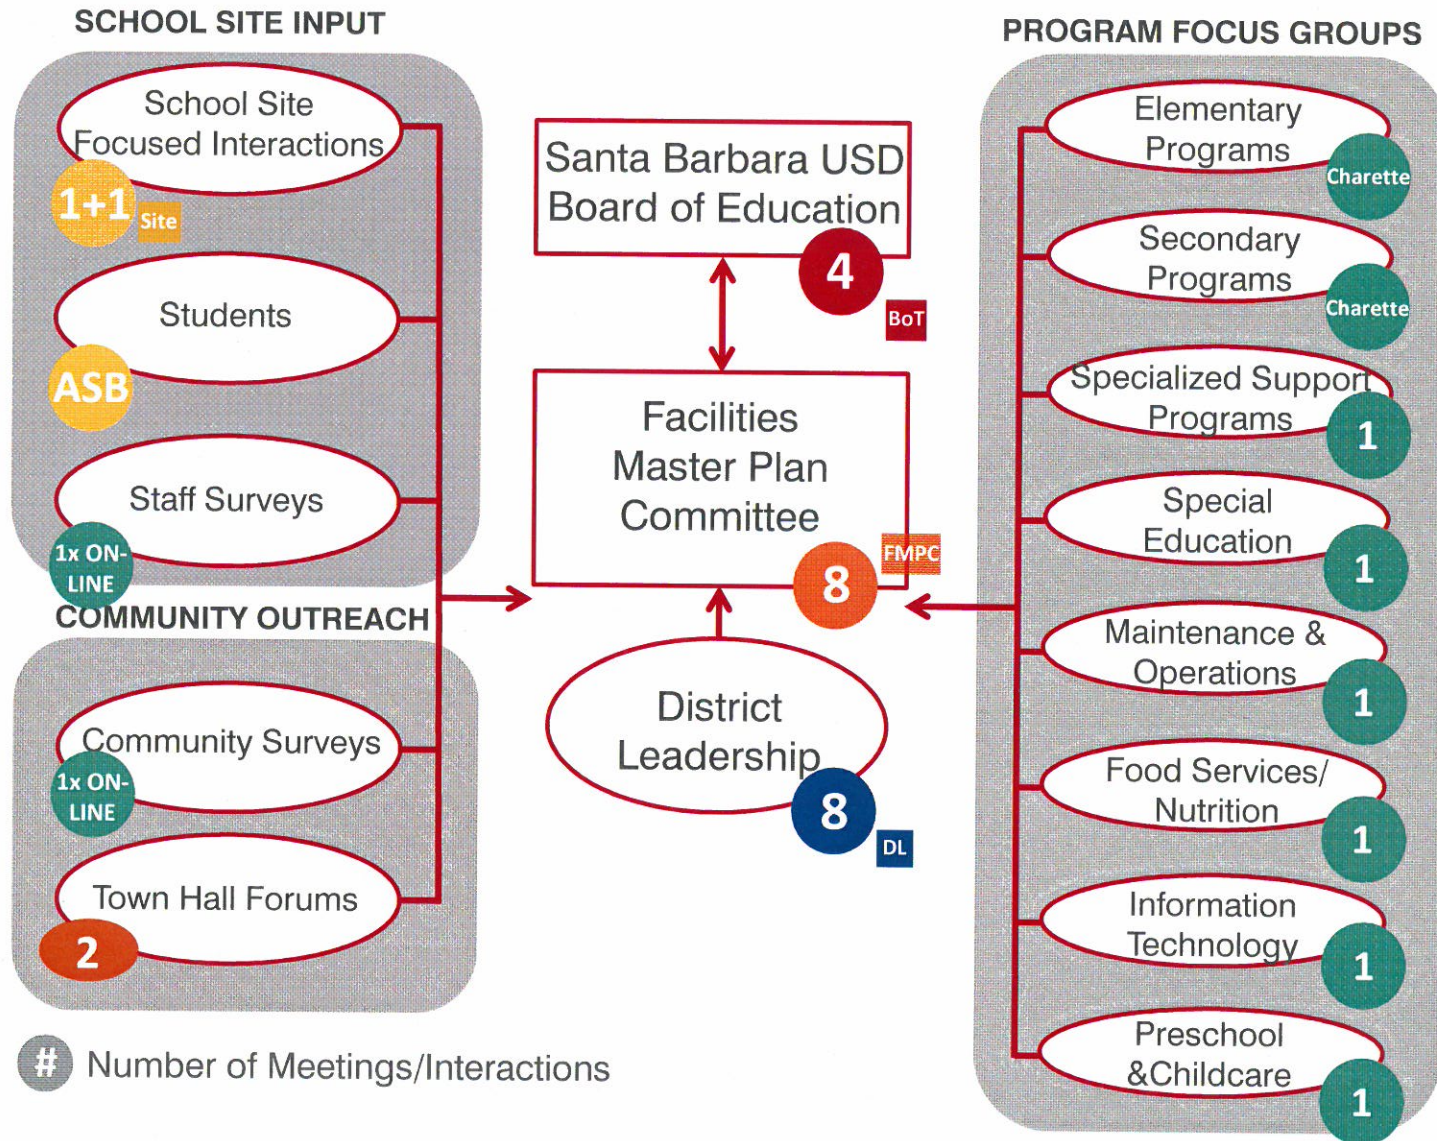 SCHOOL SITE INPUT
School Site
Focused Interactions
1+1
Site
Students
ASB
Staff Surveys
1x ON-
LINE
COMMUNITY OUTREACH
Community Surveys
1x ON-
LINE
Town Hall Forums
2
# Number of Meetings/Interactions
Santa Barbara USD
Board of Education
4
BoT
Facilities
Master Plan
Committee
8
FMPC
District
Leadership
8
DL
PROGRAM FOCUS GROUPS
Elementary
Programs
Charette
Secondary
Programs
Charette
Specialized Support
Programs
1
Special
Education
1
Maintenance &
Operations
1
Food Services/
Nutrition
1
Information
Technology
1
Preschool
&Childcare
1